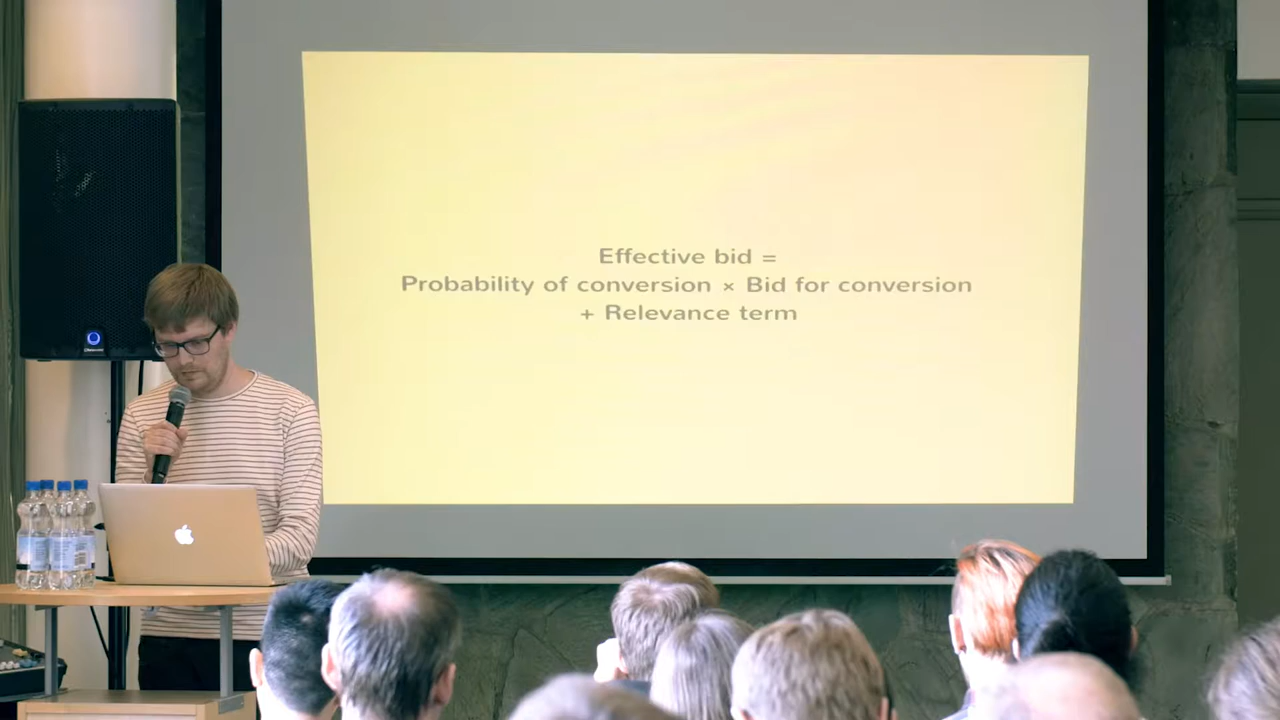 Effective bid =
Probability of conversion × Bid for conversion
+ Relevance term